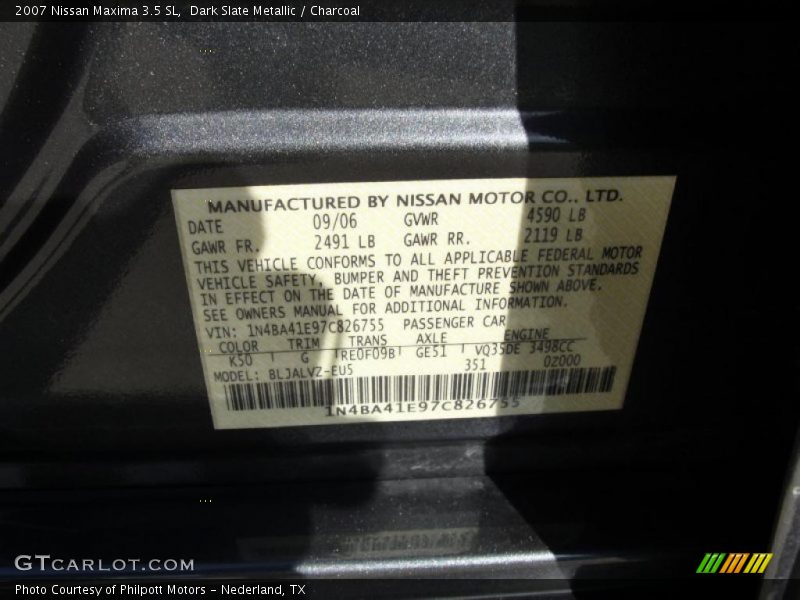 2007 Nissan Maxima 3.5 SL, Dark Slate Metallic / Charcoal
MANUFACTURED BY NISSAN MOTOR CO., LTD.
DATE 09/06 GVWR 4590 LB
GAWR FR. 2491 LB GAWR RR. 2119 LB
THIS VEHICLE CONFORMS TO ALL APPLICABLE FEDERAL MOTOR
VEHICLE SAFETY, BUMPER AND THEFT PREVENTION STANDARDS
IN EFFECT ON THE DATE OF MANUFACTURE SHOWN ABOVE.
SEE OWNERS MANUAL FOR ADDITIONAL INFORMATION.
VIN: 1N4BA41E97C826755 PASSENGER CAR
COLOR TRIM TRANS AXLE ENGINE
K50 G RE0F09B GE51 VQ35DE 3498CC
MODEL: BLJALVZ-EU5 351 0Z000
1N4BA41E97C826755
GTCARLOT.COM
Photo Courtesy of Philpott Motors - Nederland, TX